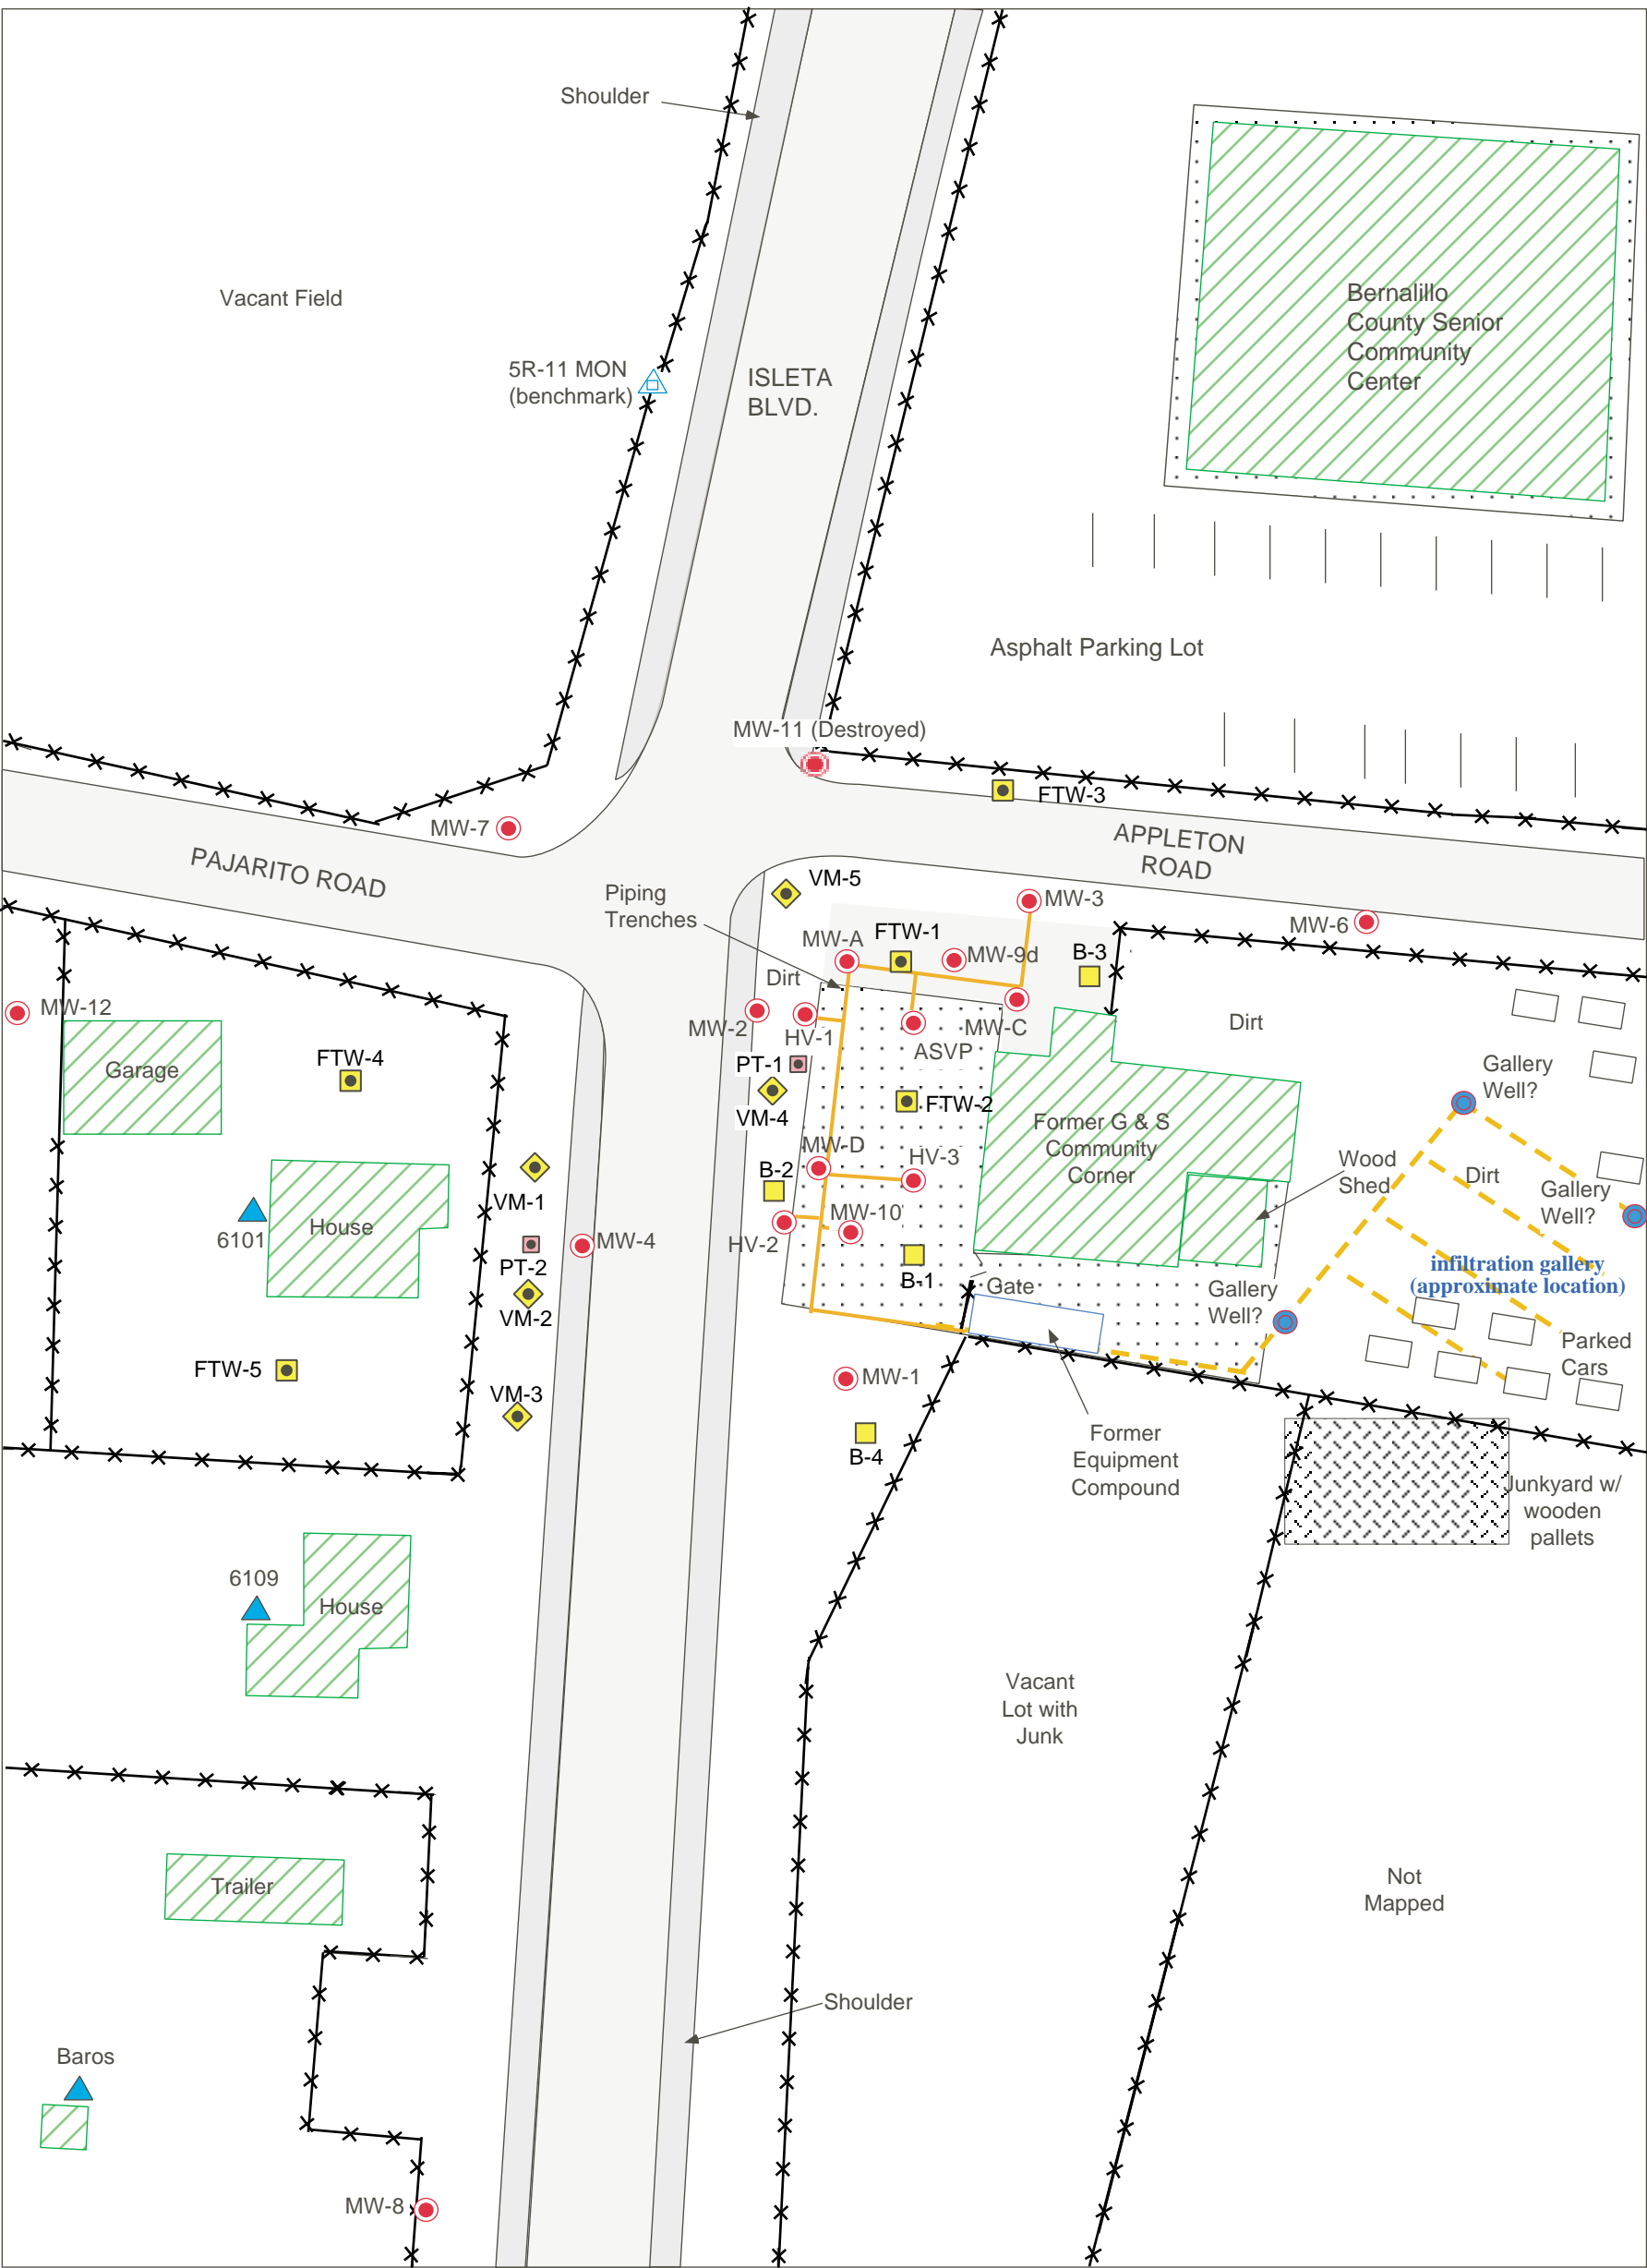 Shoulder
Vacant Field
Bernalillo
County Senior
Community
Center
5R-11 MON
(benchmark)
ISLETA
BLVD.
Asphalt Parking Lot
MW-11 (Destroyed)
FTW-3
MW-7
APPLETON
ROAD
PAJARITO ROAD
Piping
Trenches
VM-5
MW-3
MW-6
MW-A
FTW-1
MW-9d
B-3
Dirt
MW-12
MW-2
HV-1
MW-C
ASVP
Dirt
Garage
FTW-4
PT-1
VM-4
FTW-2
Gallery
Well?
Former G & S
Community
Corner
MW-D
HV-3
B-2
Wood
Shed
Dirt
Gallery
Well?
VM-1
6101
House
MW-4
HV-2
MW-10
PT-2
VM-2
B-1
Gate
Gallery
Well?
infiltration gallery
(approximate location)
Parked
Cars
FTW-5
MW-1
VM-3
B-4
Former
Equipment
Compound
Junkyard w/
wooden
pallets
6109
House
Vacant
Lot with
Junk
Trailer
Not
Mapped
Shoulder
Baros
MW-8